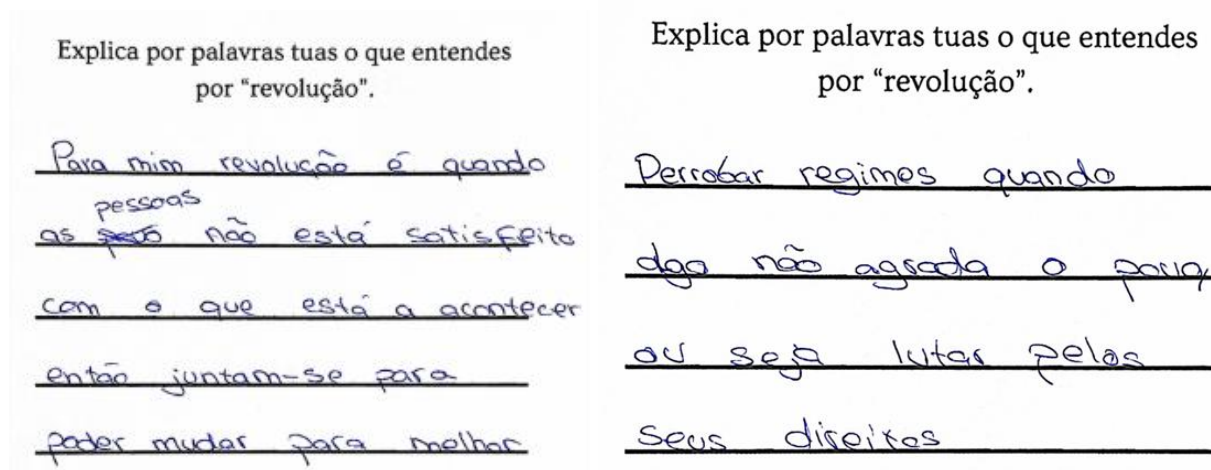 Explica por palavras tuas o que entendes
por “revolução”.
Para mim revolução é quando
pessoas
as não está satisfeito
com o que está a acontecer
então juntam-se para
poder mudar para melhor
Explica por palavras tuas o que entendes
por “revolução”.
Derrobar regimes quando
algo não agrada o povo,
ou seja lutar pelos
seus direitos